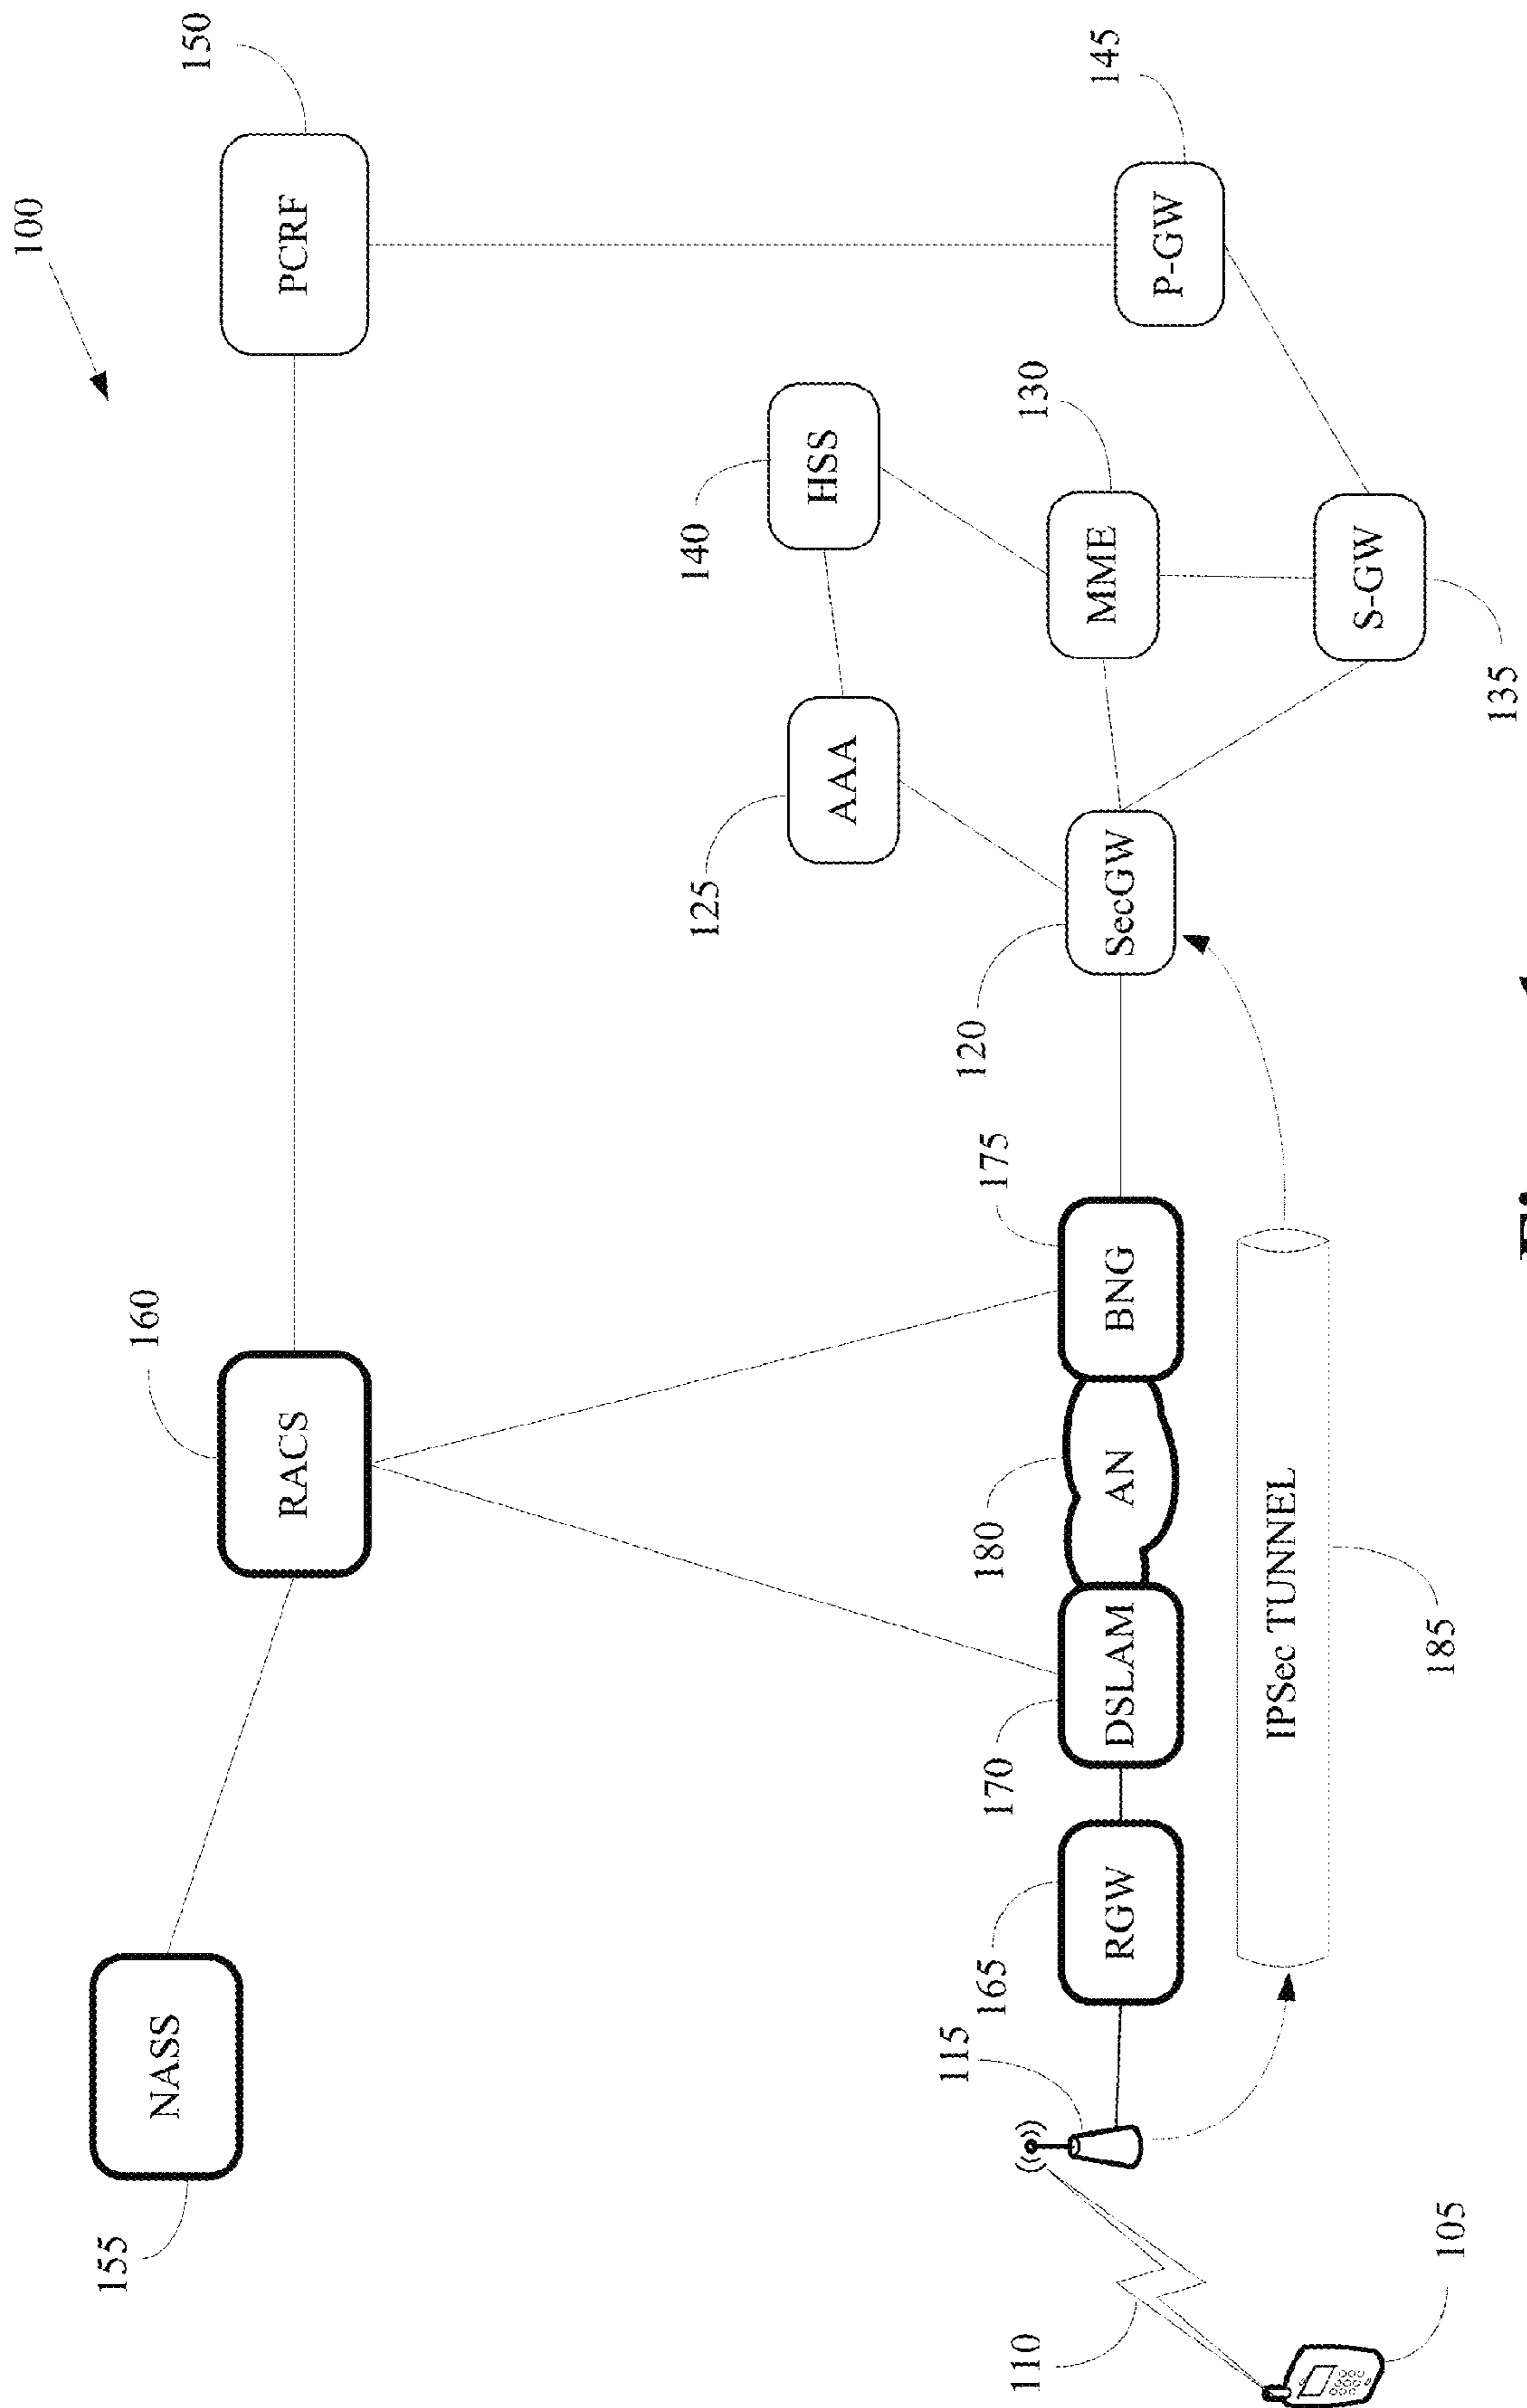 100
150
PCRF
160
RACS
NASS
155
140
HSS
125
AAA
130
MME
145
P-GW
120
SecGW
S-GW
135
175
BNG
180
AN
170
DSLAM
165
RGW
115
110
105
IPSec TUNNEL
185